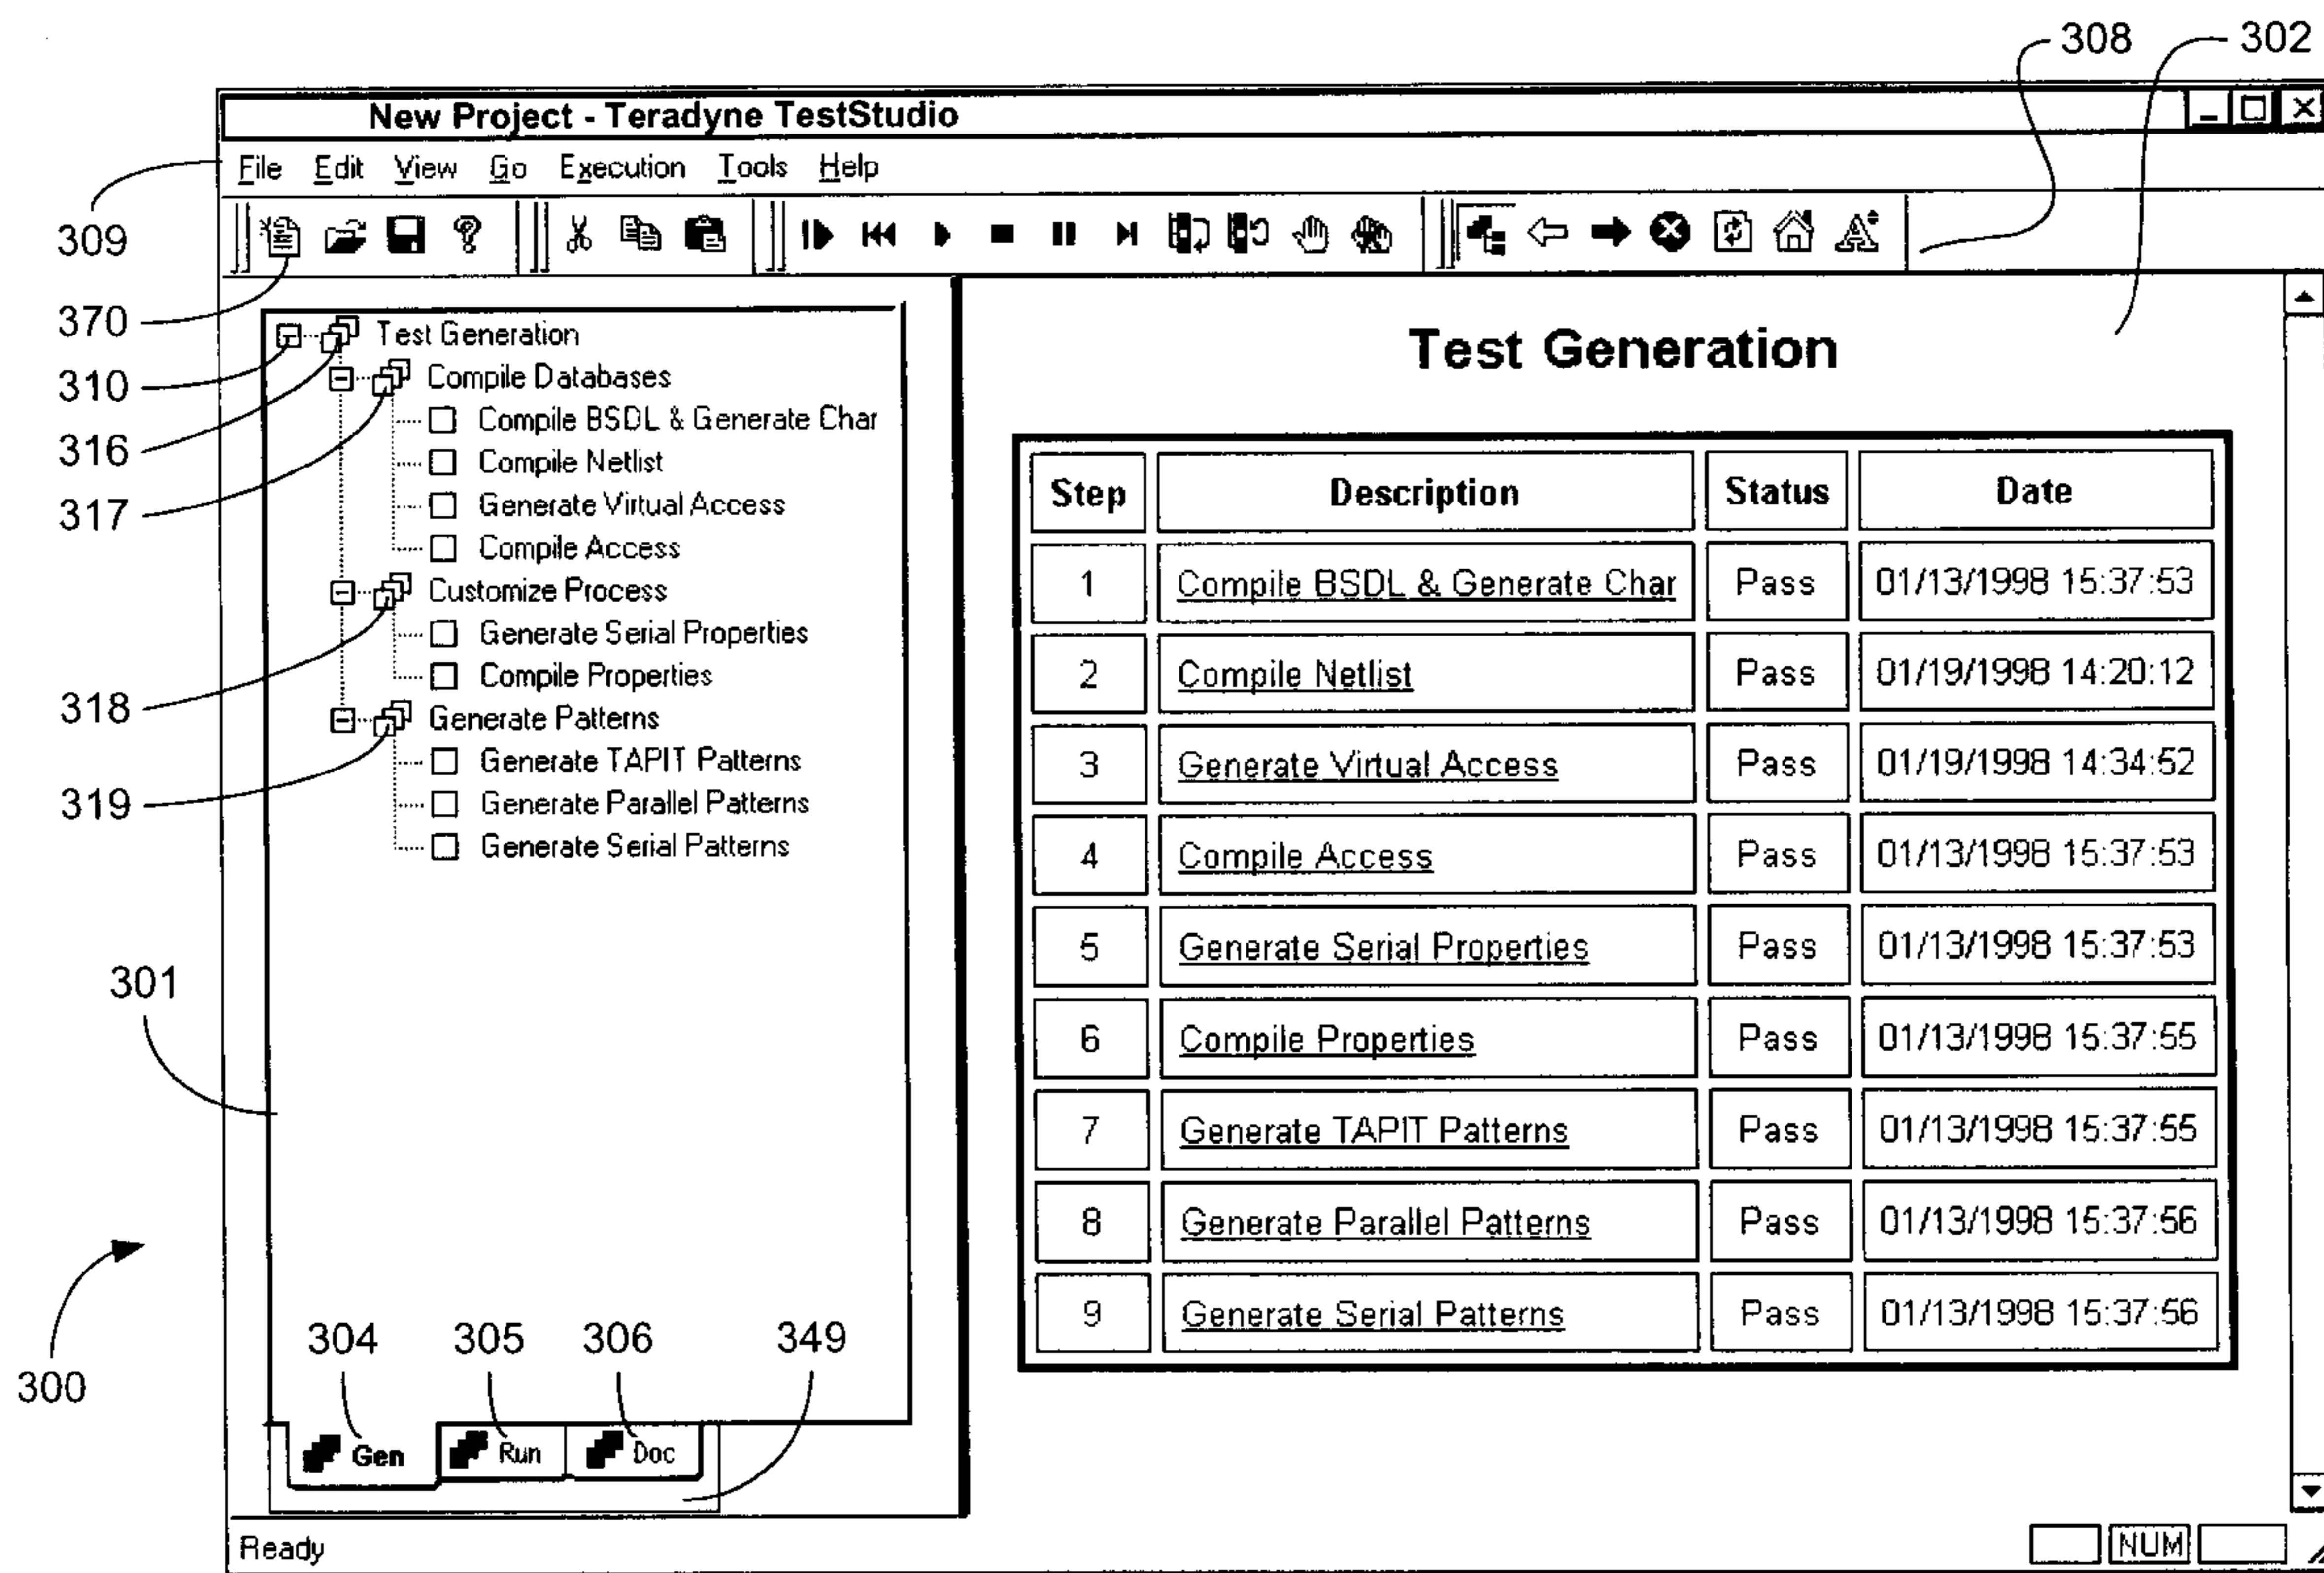 308 302
New Project - Teradyne TestStudio
File Edit View Go Execution Tools Help
309
370
310
316
317
318
319
301
300
Test Generation
Compile Databases
Compile BSDL & Generate Char
Compile Netlist
Generate Virtual Access
Compile Access
Customize Process
Generate Serial Properties
Compile Properties
Generate Patterns
Generate TAPIT Patterns
Generate Parallel Patterns
Generate Serial Patterns
304 305 306 349
Gen Run Doc
Test Generation
Step Description Status Date
1 Compile BSDL & Generate Char Pass 01/13/1998 15:37:53
2 Compile Netlist Pass 01/19/1998 14:20:12
3 Generate Virtual Access Pass 01/19/1998 14:34:52
4 Compile Access Pass 01/13/1998 15:37:53
5 Generate Serial Properties Pass 01/13/1998 15:37:53
6 Compile Properties Pass 01/13/1998 15:37:55
7 Generate TAPIT Patterns Pass 01/13/1998 15:37:55
8 Generate Parallel Patterns Pass 01/13/1998 15:37:56
9 Generate Serial Patterns Pass 01/13/1998 15:37:56
Ready NUM